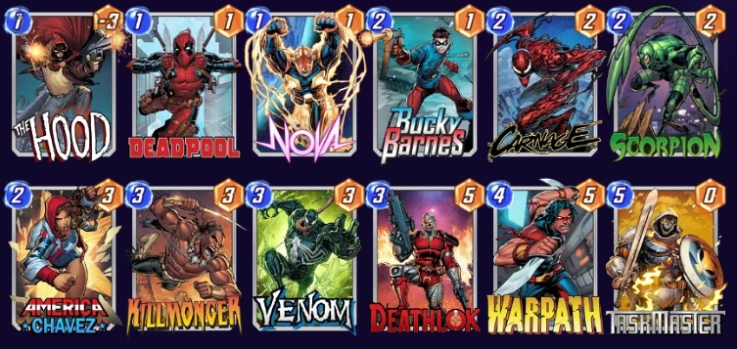 1 -3 1 1 1 1 2 1 2 2 2 2
THE HOOD DEADPOOL NOVA BUCKY BARNES CARNAGE SCORPION
2 3 3 3 3 3 3 5 4 5 5 0
AMERICA CHAVEZ KILLMONGER VENOM DEATHLOK WARPATH TASKMASTER